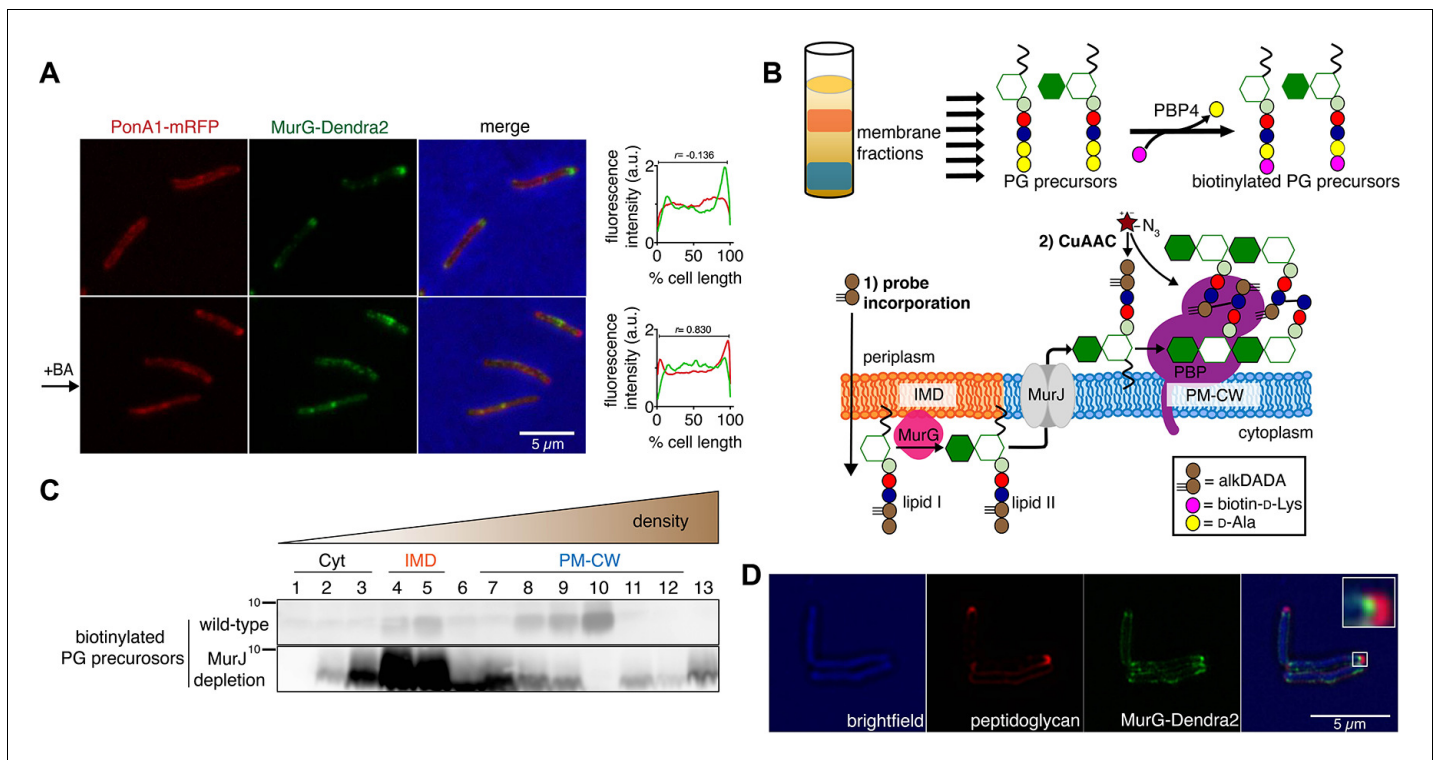 A
PonA1-mRFP
MurG-Dendra2
merge
+BA
5 µm
fluorescence
intensity (a.u.)
2
0
r= -0.136
0
50
100
% cell length
fluorescence
intensity (a.u.)
2
0
r= 0.830
0
50
100
% cell length
B
membrane
fractions
PG precursors
PBP4
biotinylated PG precursors
1) probe
incorporation
2) CuAAC
+ –
–N3
periplasm
IMD
MurJ
PBP
PM-CW
cytoplasm
MurG
lipid I
lipid II
= alkDADA
= biotin-D-Lys
= D-Ala
C
density
Cyt
IMD
PM-CW
1 2 3 4 5 6 7 8 9 10 11 12 13
biotinylated
PG precurosors
wild-type
10
MurJ
depletion
10
D
brightfield
peptidoglycan
MurG-Dendra2
5 µm